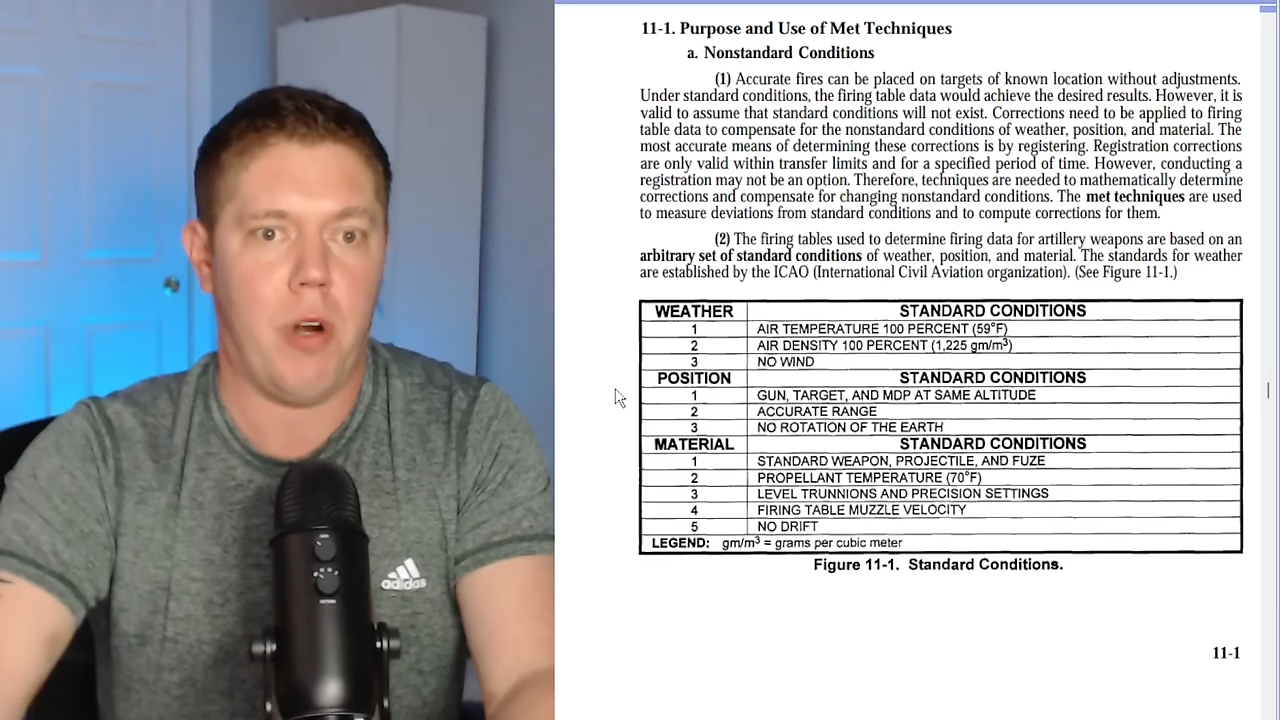 11-1. Purpose and Use of Met Techniques
a. Nonstandard Conditions
(1) Accurate fires can be placed on targets of known location without adjustments.
Under standard conditions, the firing table data would achieve the desired results. However, it is
valid to assume that standard conditions will not exist. Corrections need to be applied to firing
table data to compensate for the nonstandard conditions of weather, position, and material. The
most accurate means of determining these corrections is by registering. Registration corrections
are only valid within transfer limits and for a specified period of time. However, conducting a
registration may not be an option. Therefore, techniques are needed to mathematically determine
corrections and compensate for changing nonstandard conditions. The met techniques are used
to measure deviations from standard conditions and to compute corrections for them.
(2) The firing tables used to determine firing data for artillery weapons are based on an
arbitrary set of standard conditions of weather, position, and material. The standards for weather
are established by the ICAO (International Civil Aviation organization). (See Figure 11-1.)
WEATHER STANDARD CONDITIONS
1 AIR TEMPERATURE 100 PERCENT (59°F)
2 AIR DENSITY 100 PERCENT (1,225 gm/m³)
3 NO WIND
POSITION STANDARD CONDITIONS
1 GUN, TARGET, AND MDP AT SAME ALTITUDE
2 ACCURATE RANGE
3 NO ROTATION OF THE EARTH
MATERIAL STANDARD CONDITIONS
1 STANDARD WEAPON, PROJECTILE, AND FUZE
2 PROPELLANT TEMPERATURE (70°F)
3 LEVEL TRUNNIONS AND PRECISION SETTINGS
4 FIRING TABLE MUZZLE VELOCITY
5 NO DRIFT
LEGEND: gm/m³ = grams per cubic meter
Figure 11-1. Standard Conditions.
11-1
adidas